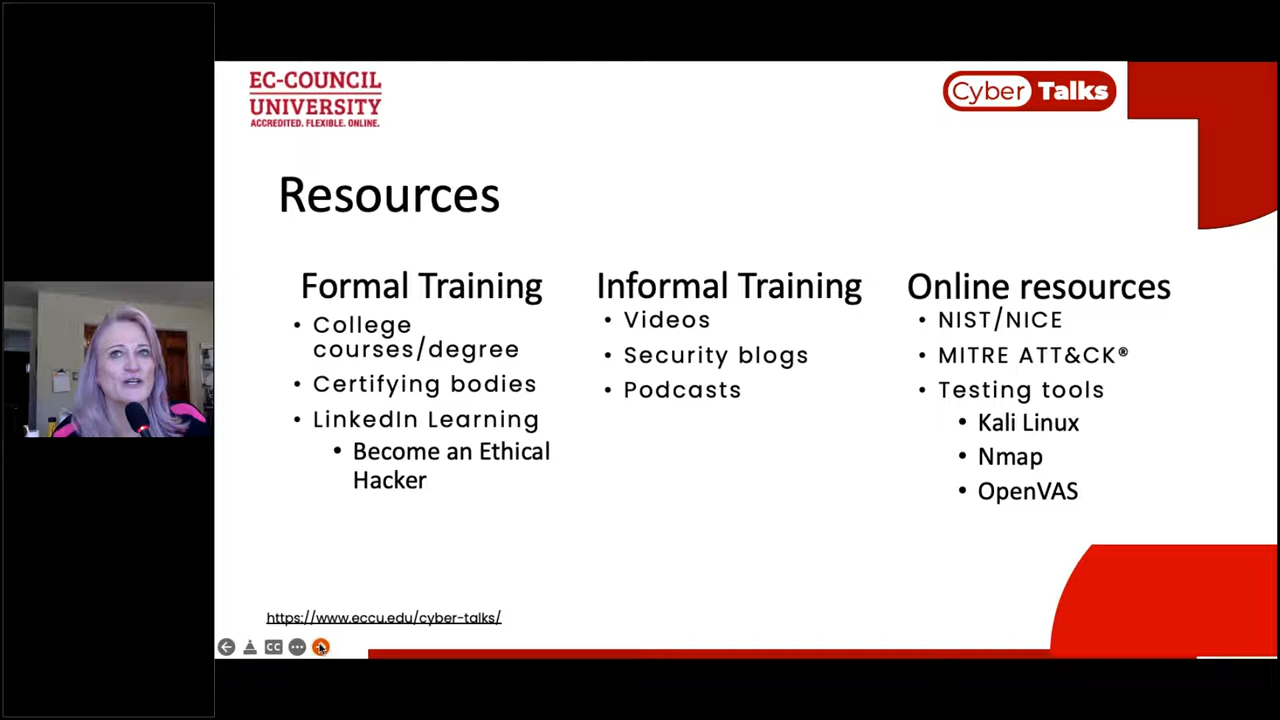 EC-COUNCIL
UNIVERSITY
ACCREDITED. FLEXIBLE. ONLINE.
Cyber Talks
Resources
Formal Training
• College
courses/degree
• Certifying bodies
• LinkedIn Learning
• Become an Ethical
Hacker
Informal Training
• Videos
• Security blogs
• Podcasts
Online resources
• NIST/NICE
• MITRE ATT&CK®
• Testing tools
• Kali Linux
• Nmap
• OpenVAS
https://www.eccu.edu/cyber-talks/
CC